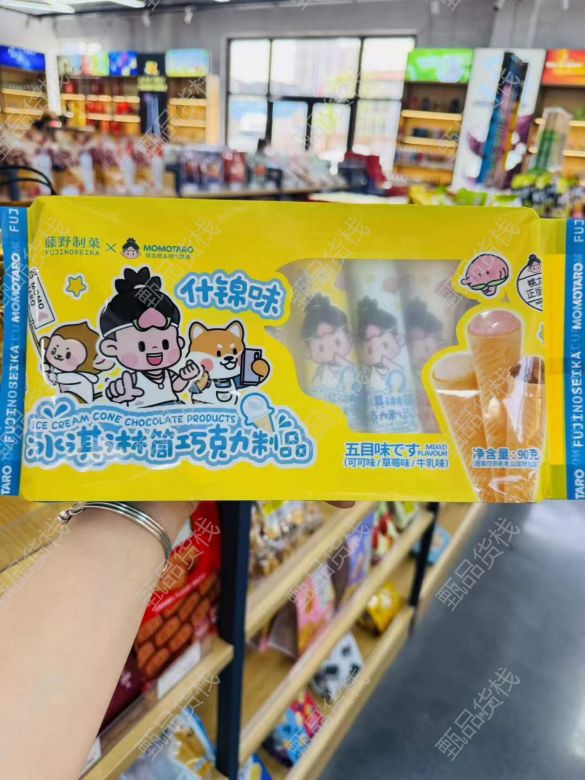 藤野制菓 × MOMOTARO
FUJINOSEIKA
什锦味
ICE CREAM CONE CHOCOLATE PRODUCTS
冰淇淋筒巧克力制品
五目味です MIXED FLAVOUR
(可可味/草莓味/牛乳味)
净含量:90克
FUJINOSEIKA
MOMOTARO
甄品货栈